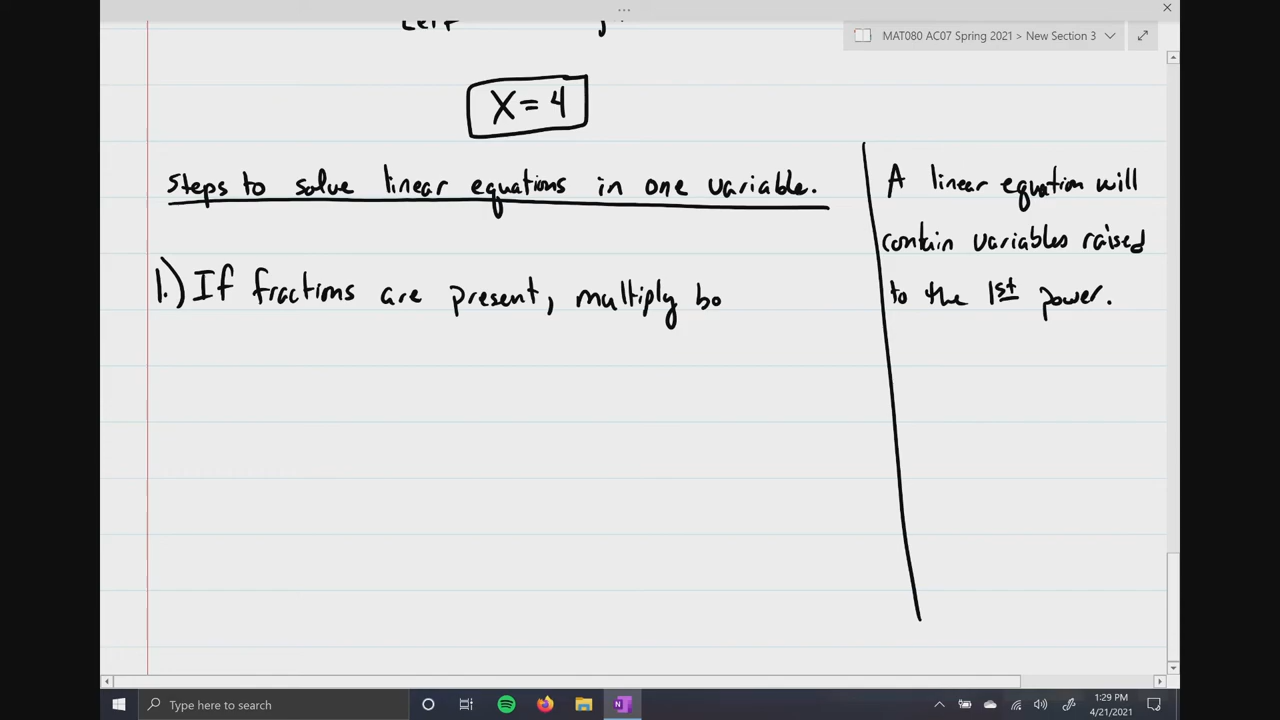 MAT080 AC07 Spring 2021 > New Section 3
X = 4
Steps to solve linear equations in one variable.
1.) If fractions are present, multiply bo
A linear equation will
contain variables raised
to the 1st power.
Type here to search
1:29 PM
4/21/2021